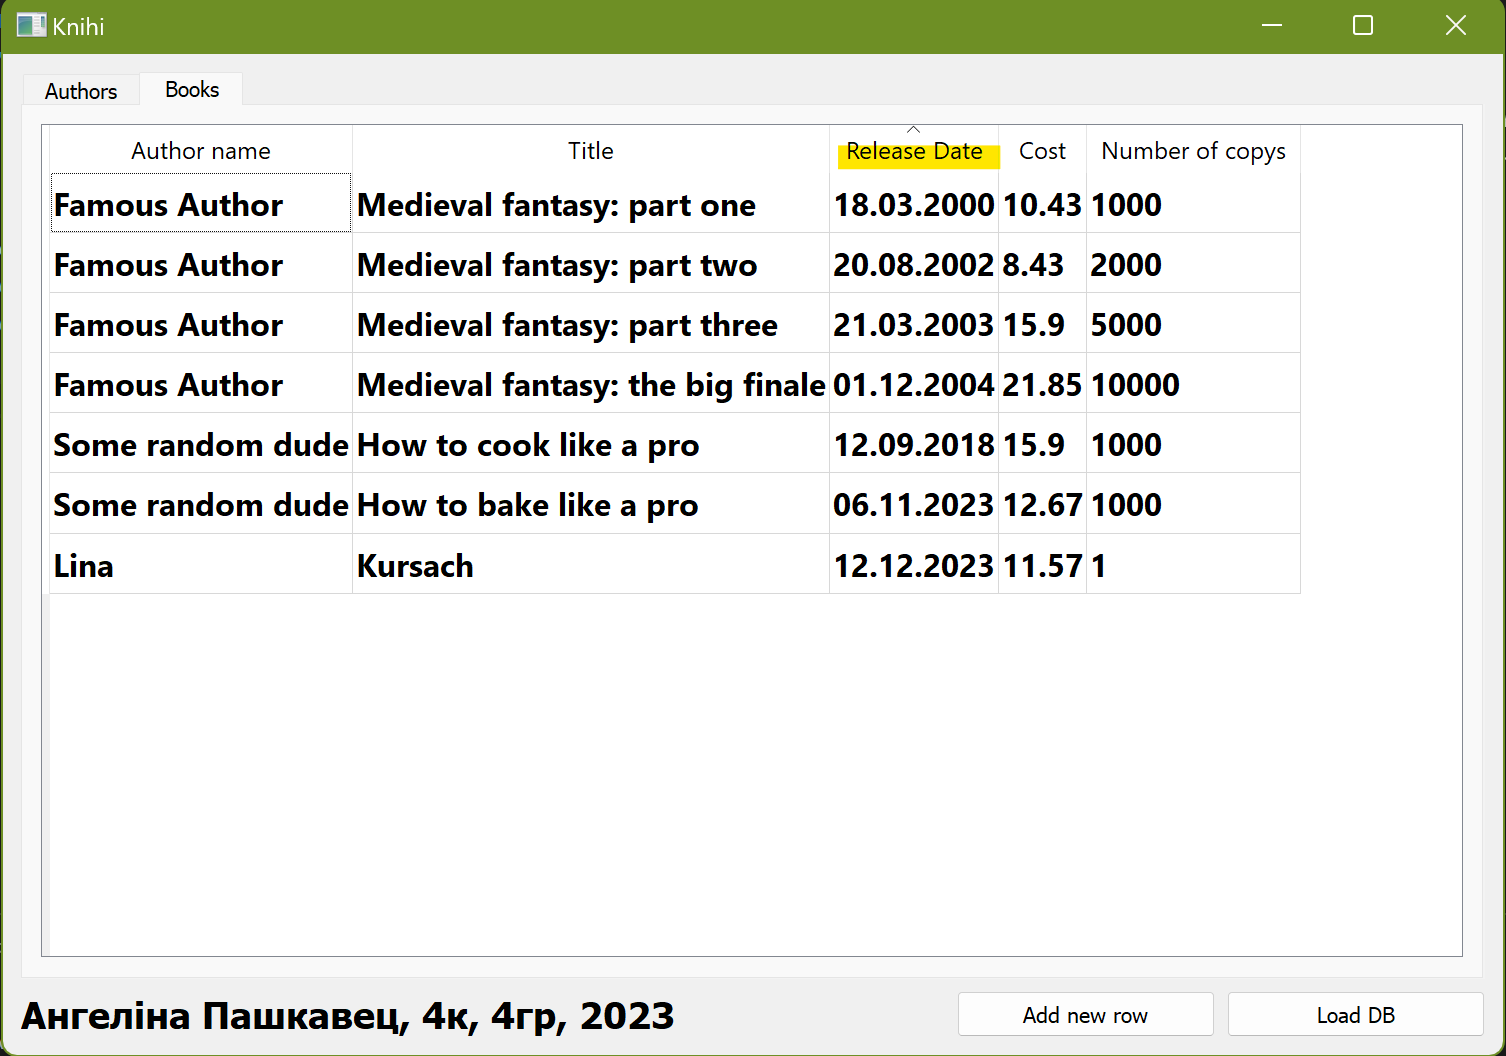 Knihi
Authors Books
Author name Title Release Date Cost Number of copys
Famous Author Medieval fantasy: part one 18.03.2000 10.43 1000
Famous Author Medieval fantasy: part two 20.08.2002 8.43 2000
Famous Author Medieval fantasy: part three 21.03.2003 15.9 5000
Famous Author Medieval fantasy: the big finale 01.12.2004 21.85 10000
Some random dude How to cook like a pro 12.09.2018 15.9 1000
Some random dude How to bake like a pro 06.11.2023 12.67 1000
Lina Kursach 12.12.2023 11.57 1
Ангеліна Пашкавец, 4к, 4гр, 2023 Add new row Load DB